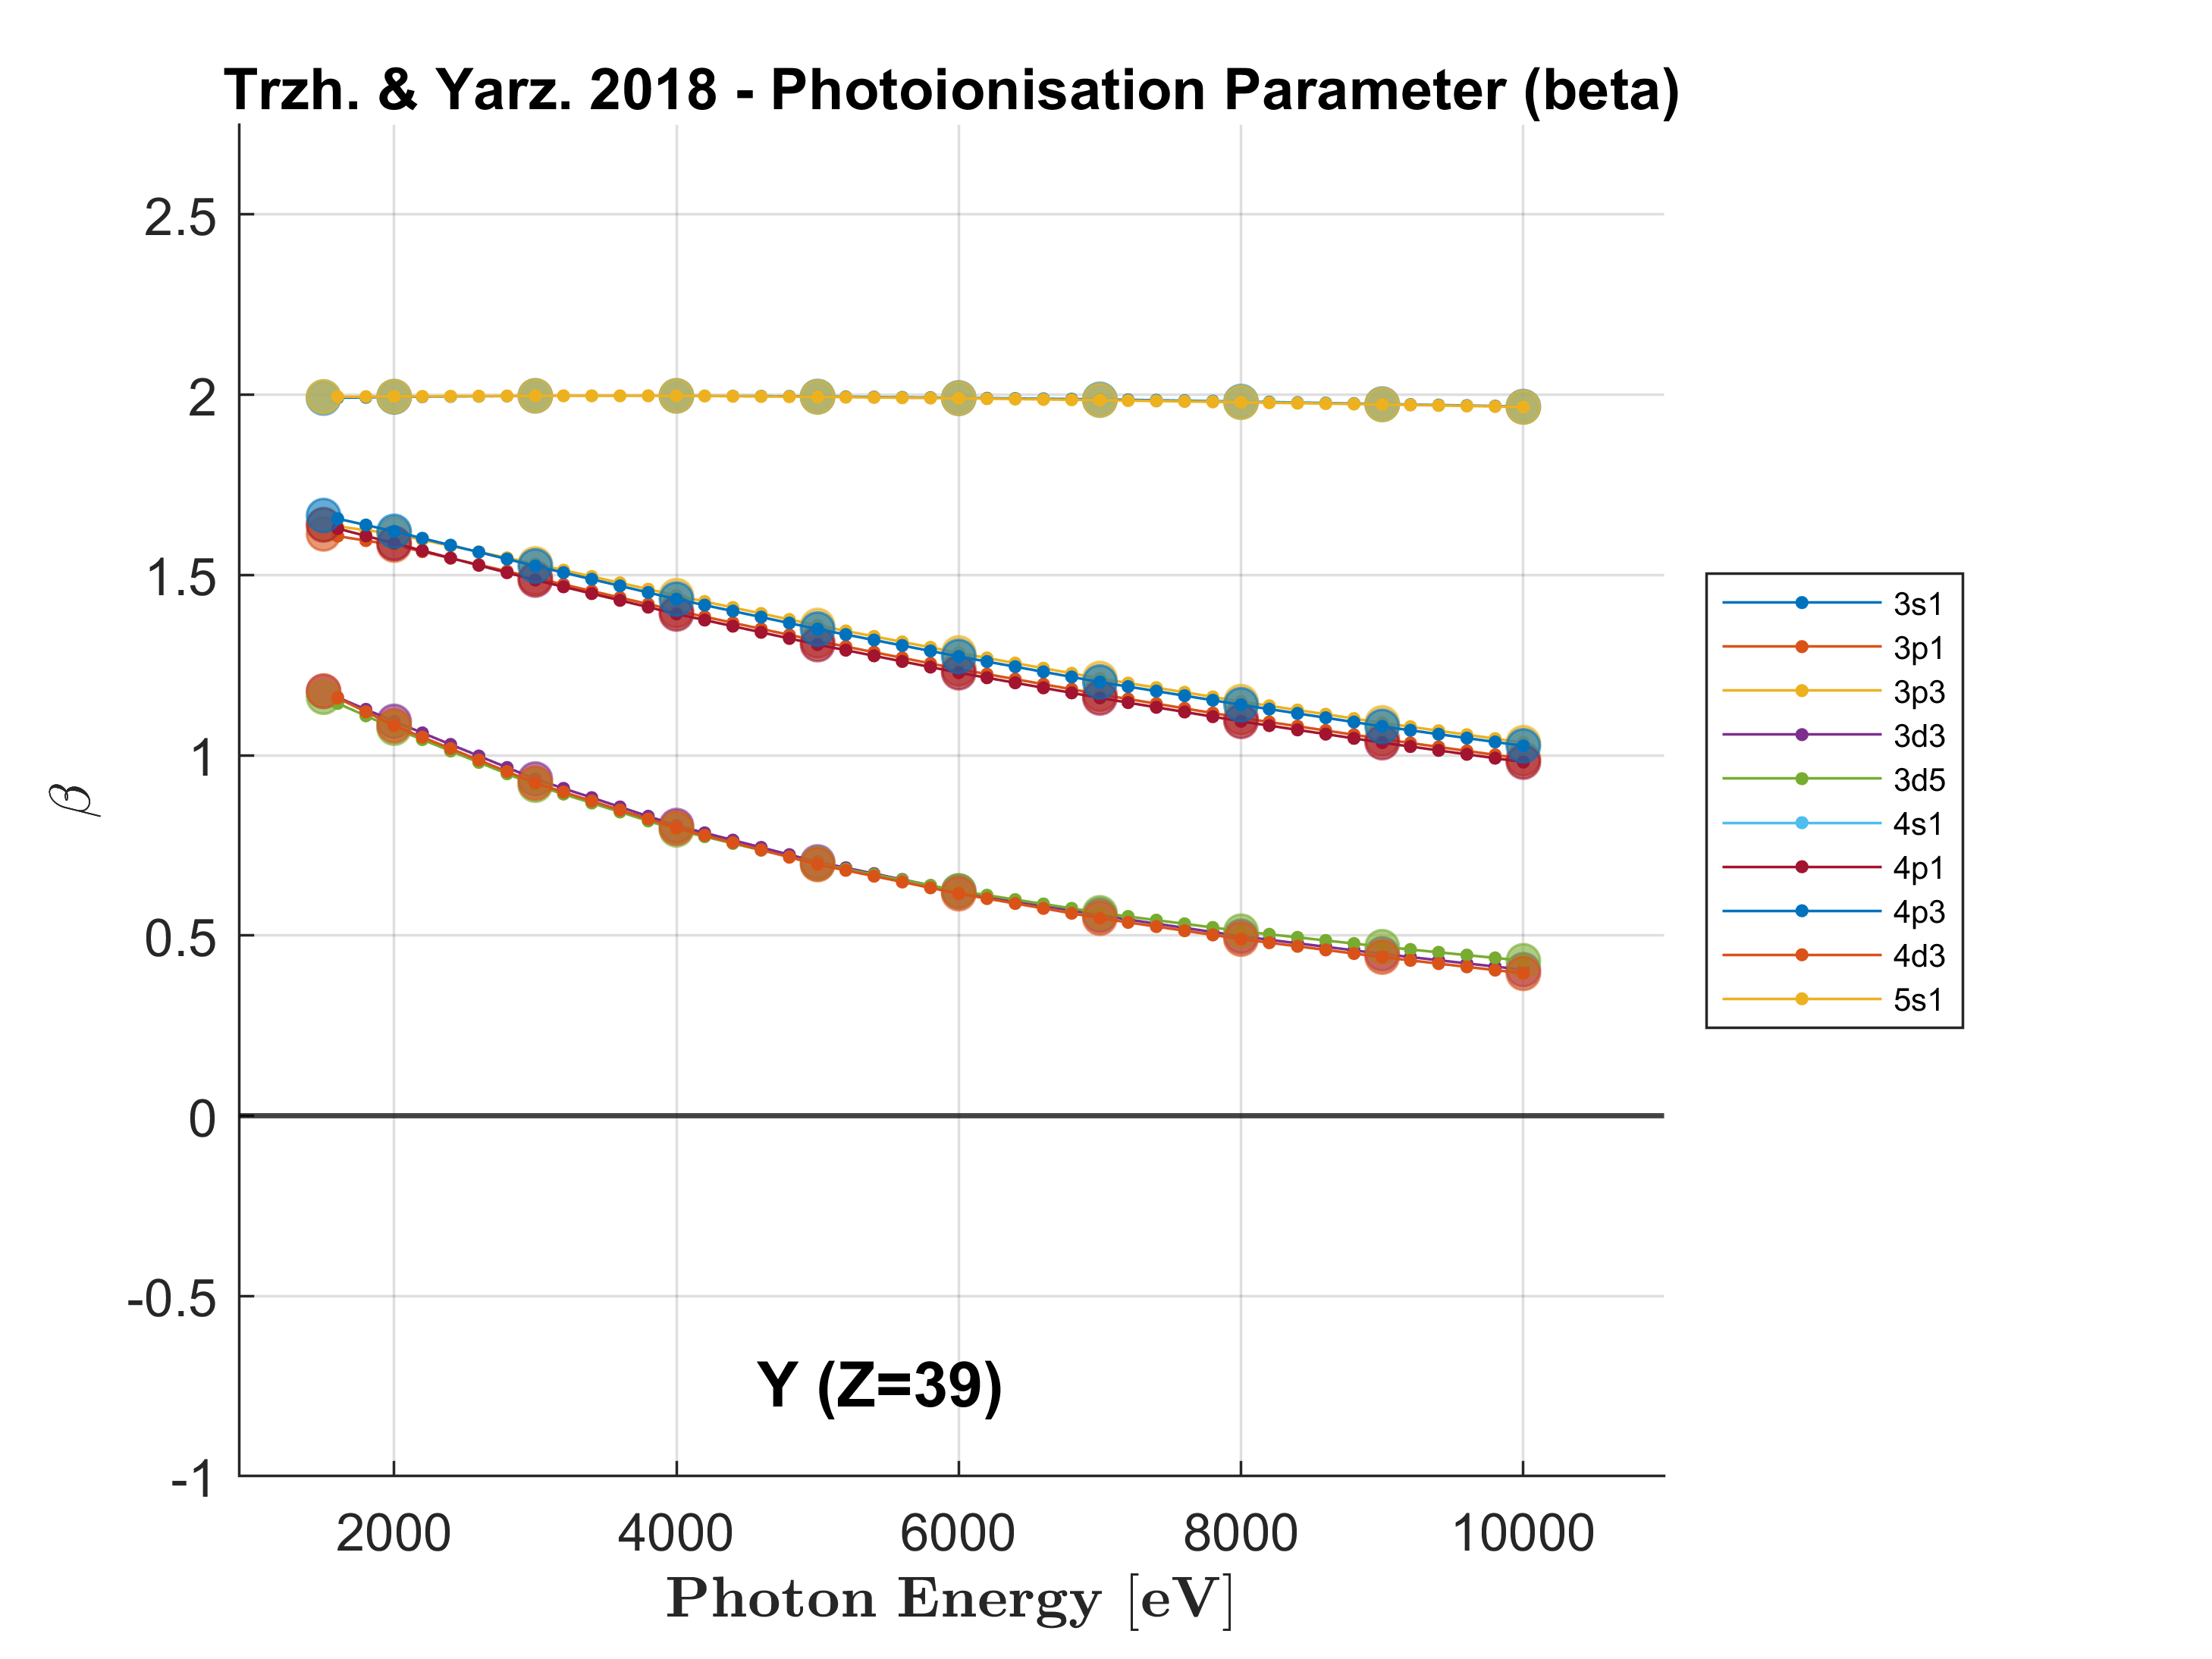 Trzh. & Yarz. 2018 - Photoionisation Parameter (beta)
2.5
2
1.5
1
0.5
0
-0.5
-1
β
2000 4000 6000 8000 10000
Photon Energy [eV]
Y (Z=39)
3s1
3p1
3p3
3d3
3d5
4s1
4p1
4p3
4d3
5s1